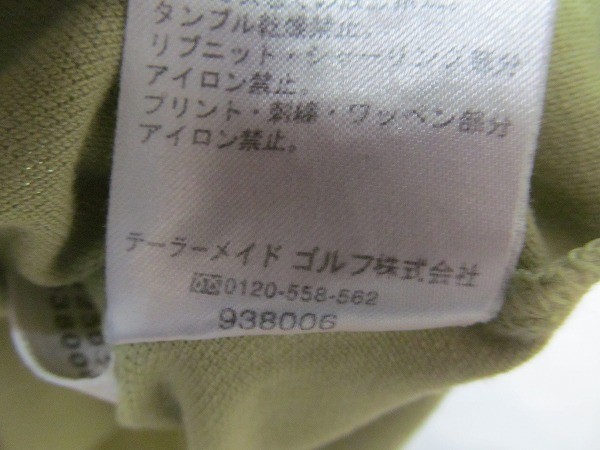 タンブル乾燥禁止。
リブニット・シャーリング部分
アイロン禁止。
プリント・刺繍・ワッペン部分
アイロン禁止。
テーラーメイド ゴルフ株式会社
0120-558-562
938006